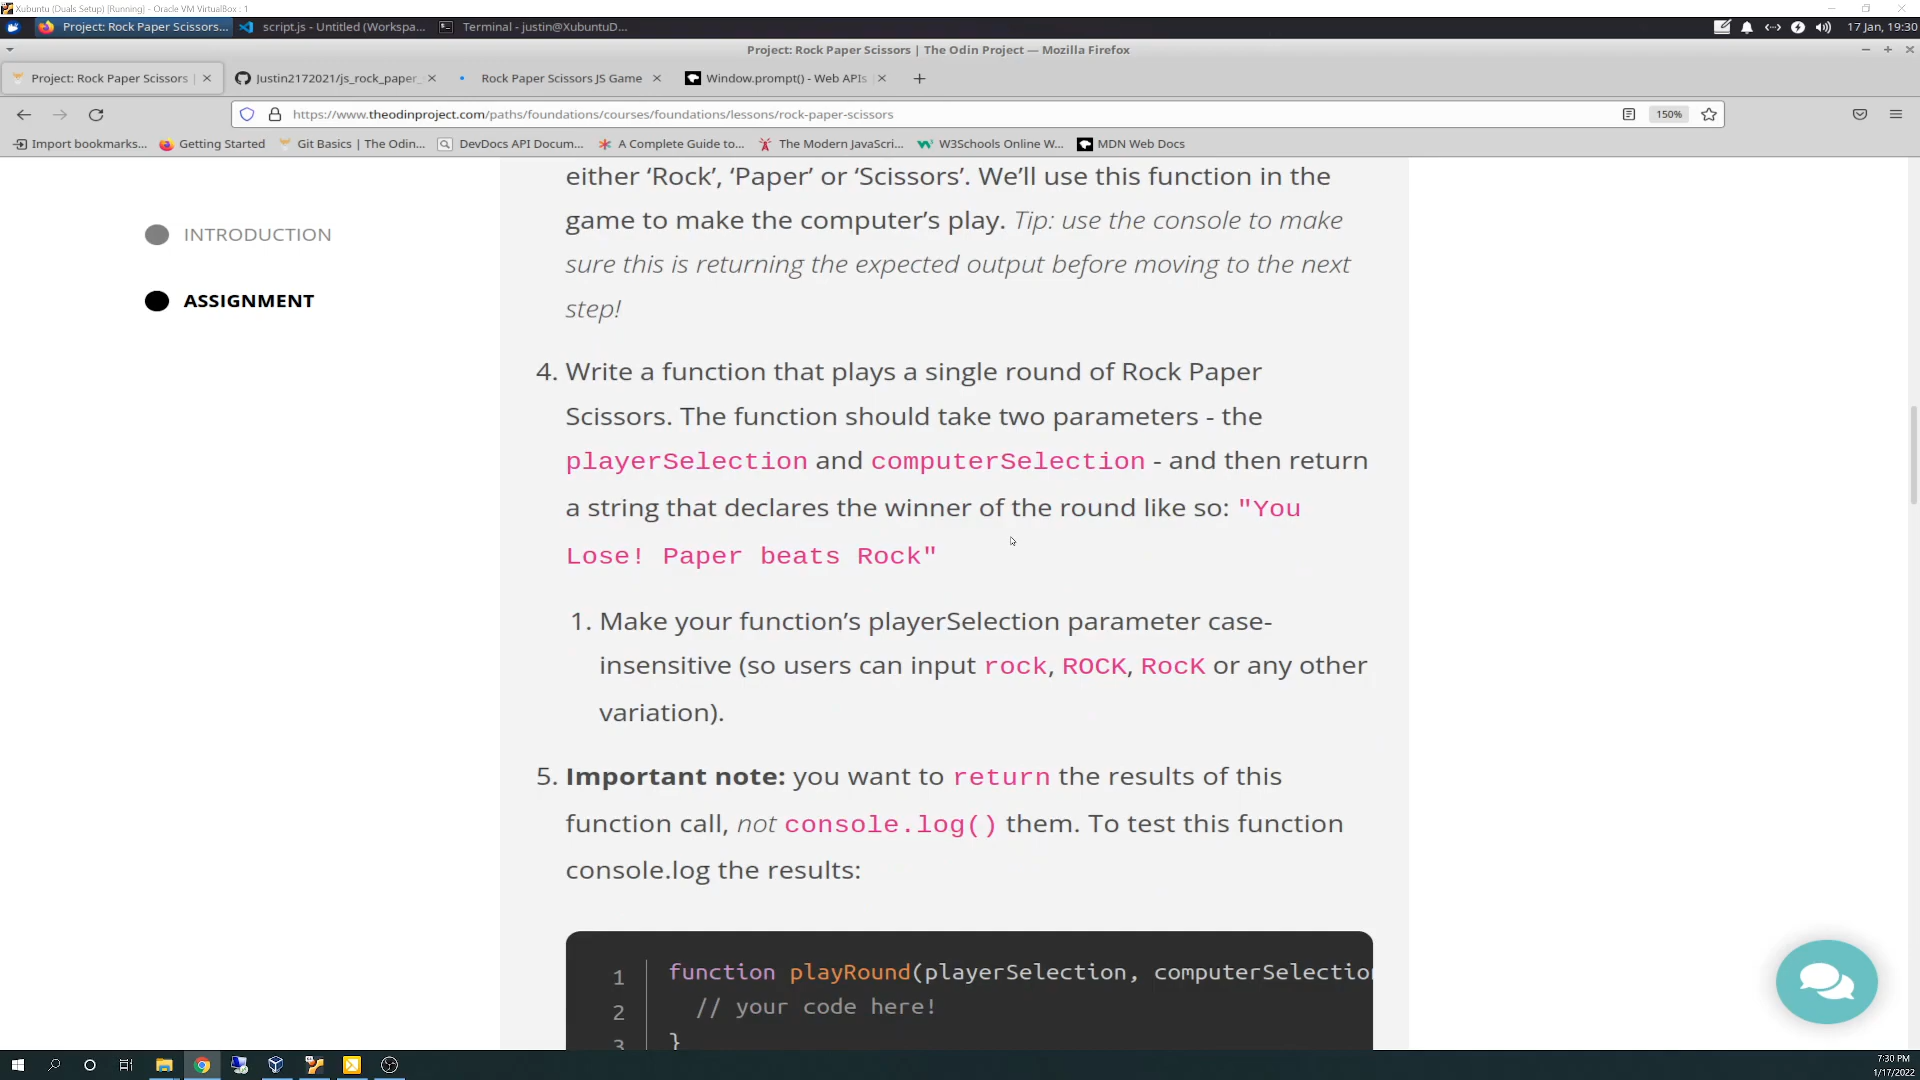 Xubuntu (Duals Setup) [Running] - Oracle VM VirtualBox : 1
Project: Rock Paper Scissors... script.js - Untitled (Workspa... Terminal - justin@XubuntuD... 17 Jan, 19:30
Project: Rock Paper Scissors | The Odin Project — Mozilla Firefox
Project: Rock Paper Scissors | Justin2172021/js_rock_paper_ Rock Paper Scissors JS Game Window.prompt() - Web APIs
https://www.theodinproject.com/paths/foundations/courses/foundations/lessons/rock-paper-scissors 150%
Import bookmarks... Getting Started Git Basics | The Odin... DevDocs API Docum... A Complete Guide to... The Modern JavaScri... W3Schools Online W... MDN Web Docs
INTRODUCTION
ASSIGNMENT
either ‘Rock’, ‘Paper’ or ‘Scissors’. We’ll use this function in the
game to make the computer’s play. Tip: use the console to make
sure this is returning the expected output before moving to the next
step!
4. Write a function that plays a single round of Rock Paper
Scissors. The function should take two parameters - the
playerSelection and computerSelection - and then return
a string that declares the winner of the round like so: "You
Lose! Paper beats Rock"
1. Make your function’s playerSelection parameter case-
insensitive (so users can input rock, ROCK, RocK or any other
variation).
5. Important note: you want to return the results of this
function call, not console.log() them. To test this function
console.log the results:
1 function playRound(playerSelection, computerSelectio
2 // your code here!
3 }
7:30 PM
1/17/2022